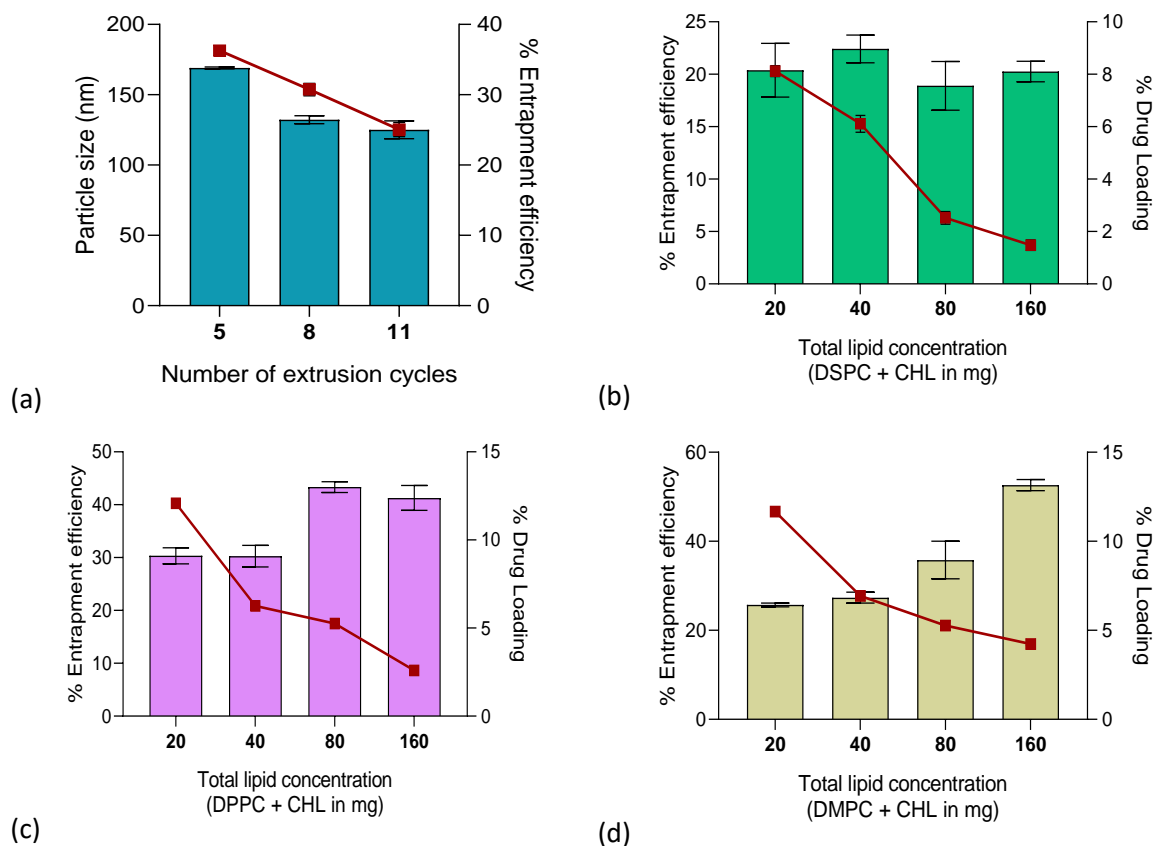 200
150
100
50
0
Particle size (nm)
40
30
20
10
0
% Entrapment efficiency
5 8 11
Number of extrusion cycles
(a)
25
20
15
10
5
0
% Entrapment efficiency
10
8
6
4
2
0
% Drug Loading
20 40 80 160
Total lipid concentration
(DSPC + CHL in mg)
(b)
50
40
30
20
10
0
% Entrapment efficiency
15
10
5
0
% Drug Loading
20 40 80 160
Total lipid concentration
(DPPC + CHL in mg)
(c)
60
40
20
0
% Entrapment efficiency
15
10
5
0
% Drug Loading
20 40 80 160
Total lipid concentration
(DMPC + CHL in mg)
(d)